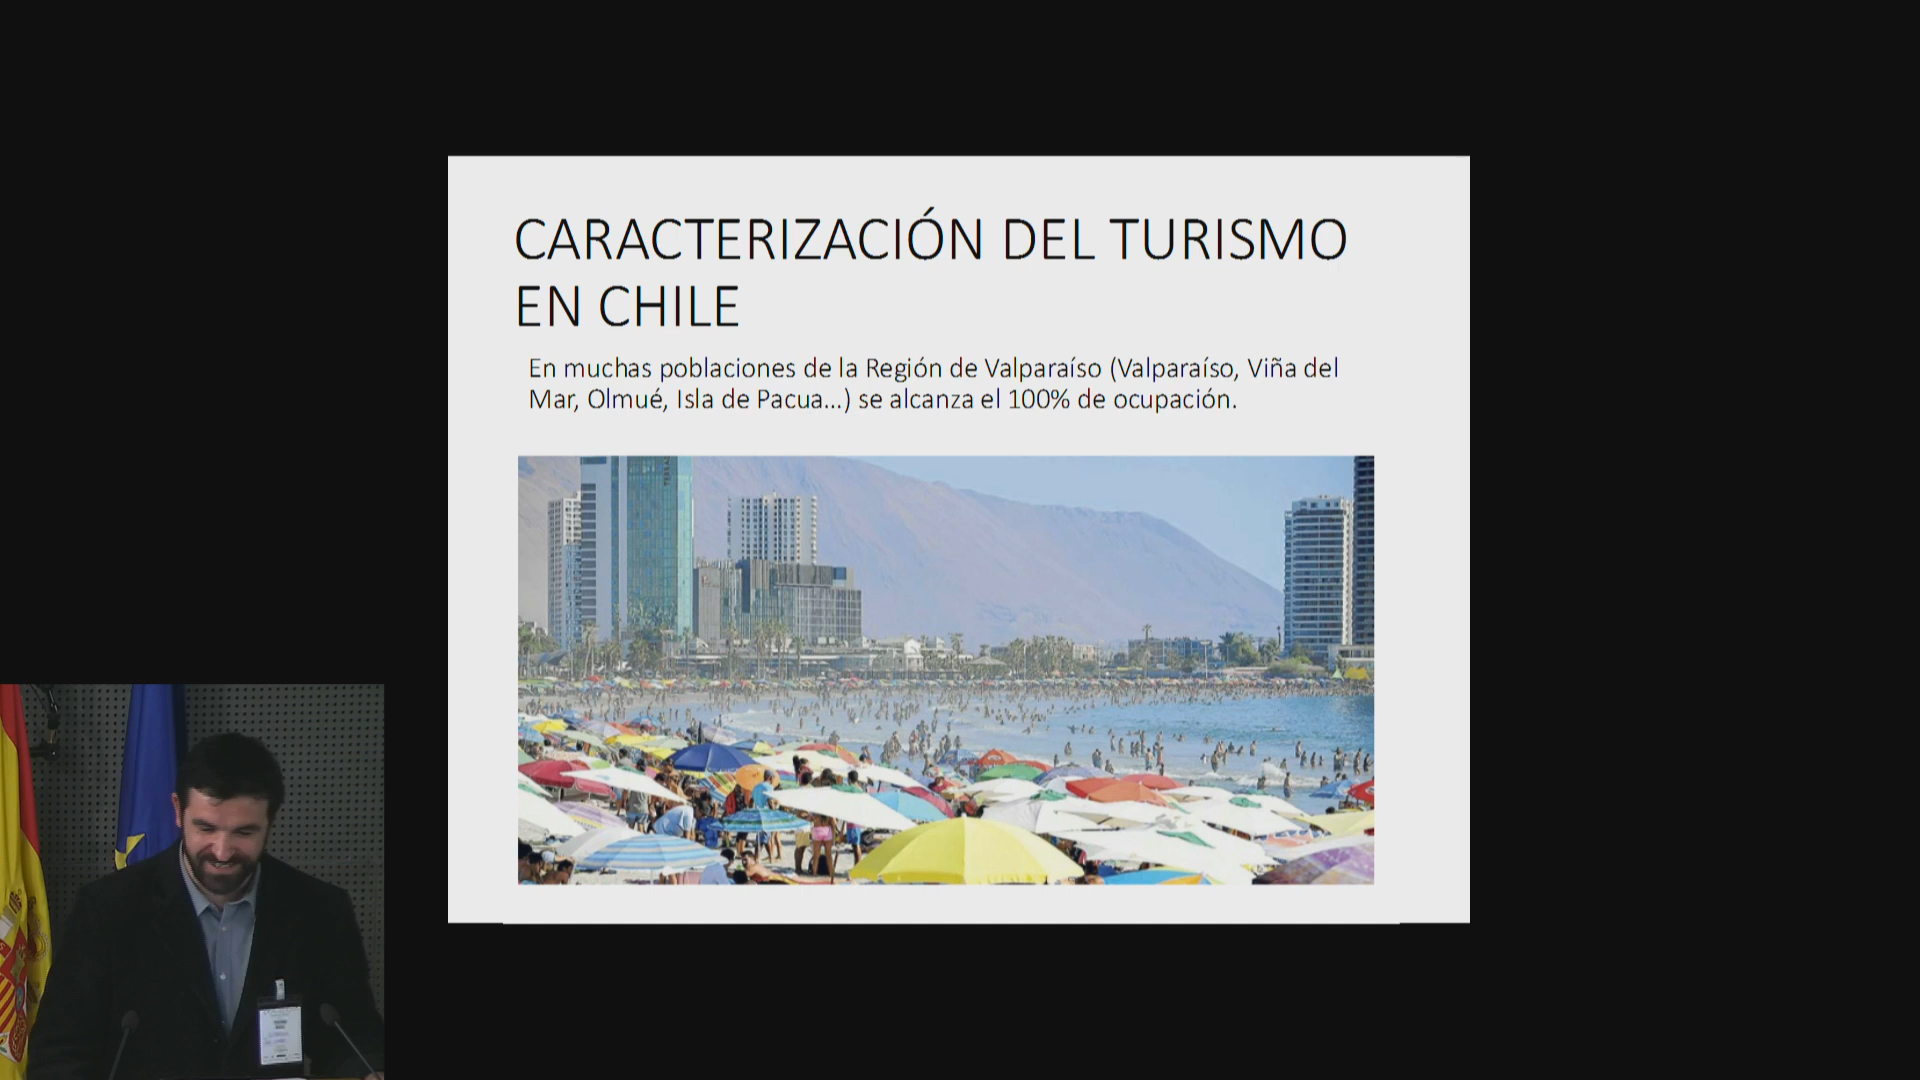 CARACTERIZACIÓN DEL TURISMO
EN CHILE
En muchas poblaciones de la Región de Valparaíso (Valparaíso, Viña del
Mar, Olmué, Isla de Pacua...) se alcanza el 100% de ocupación.